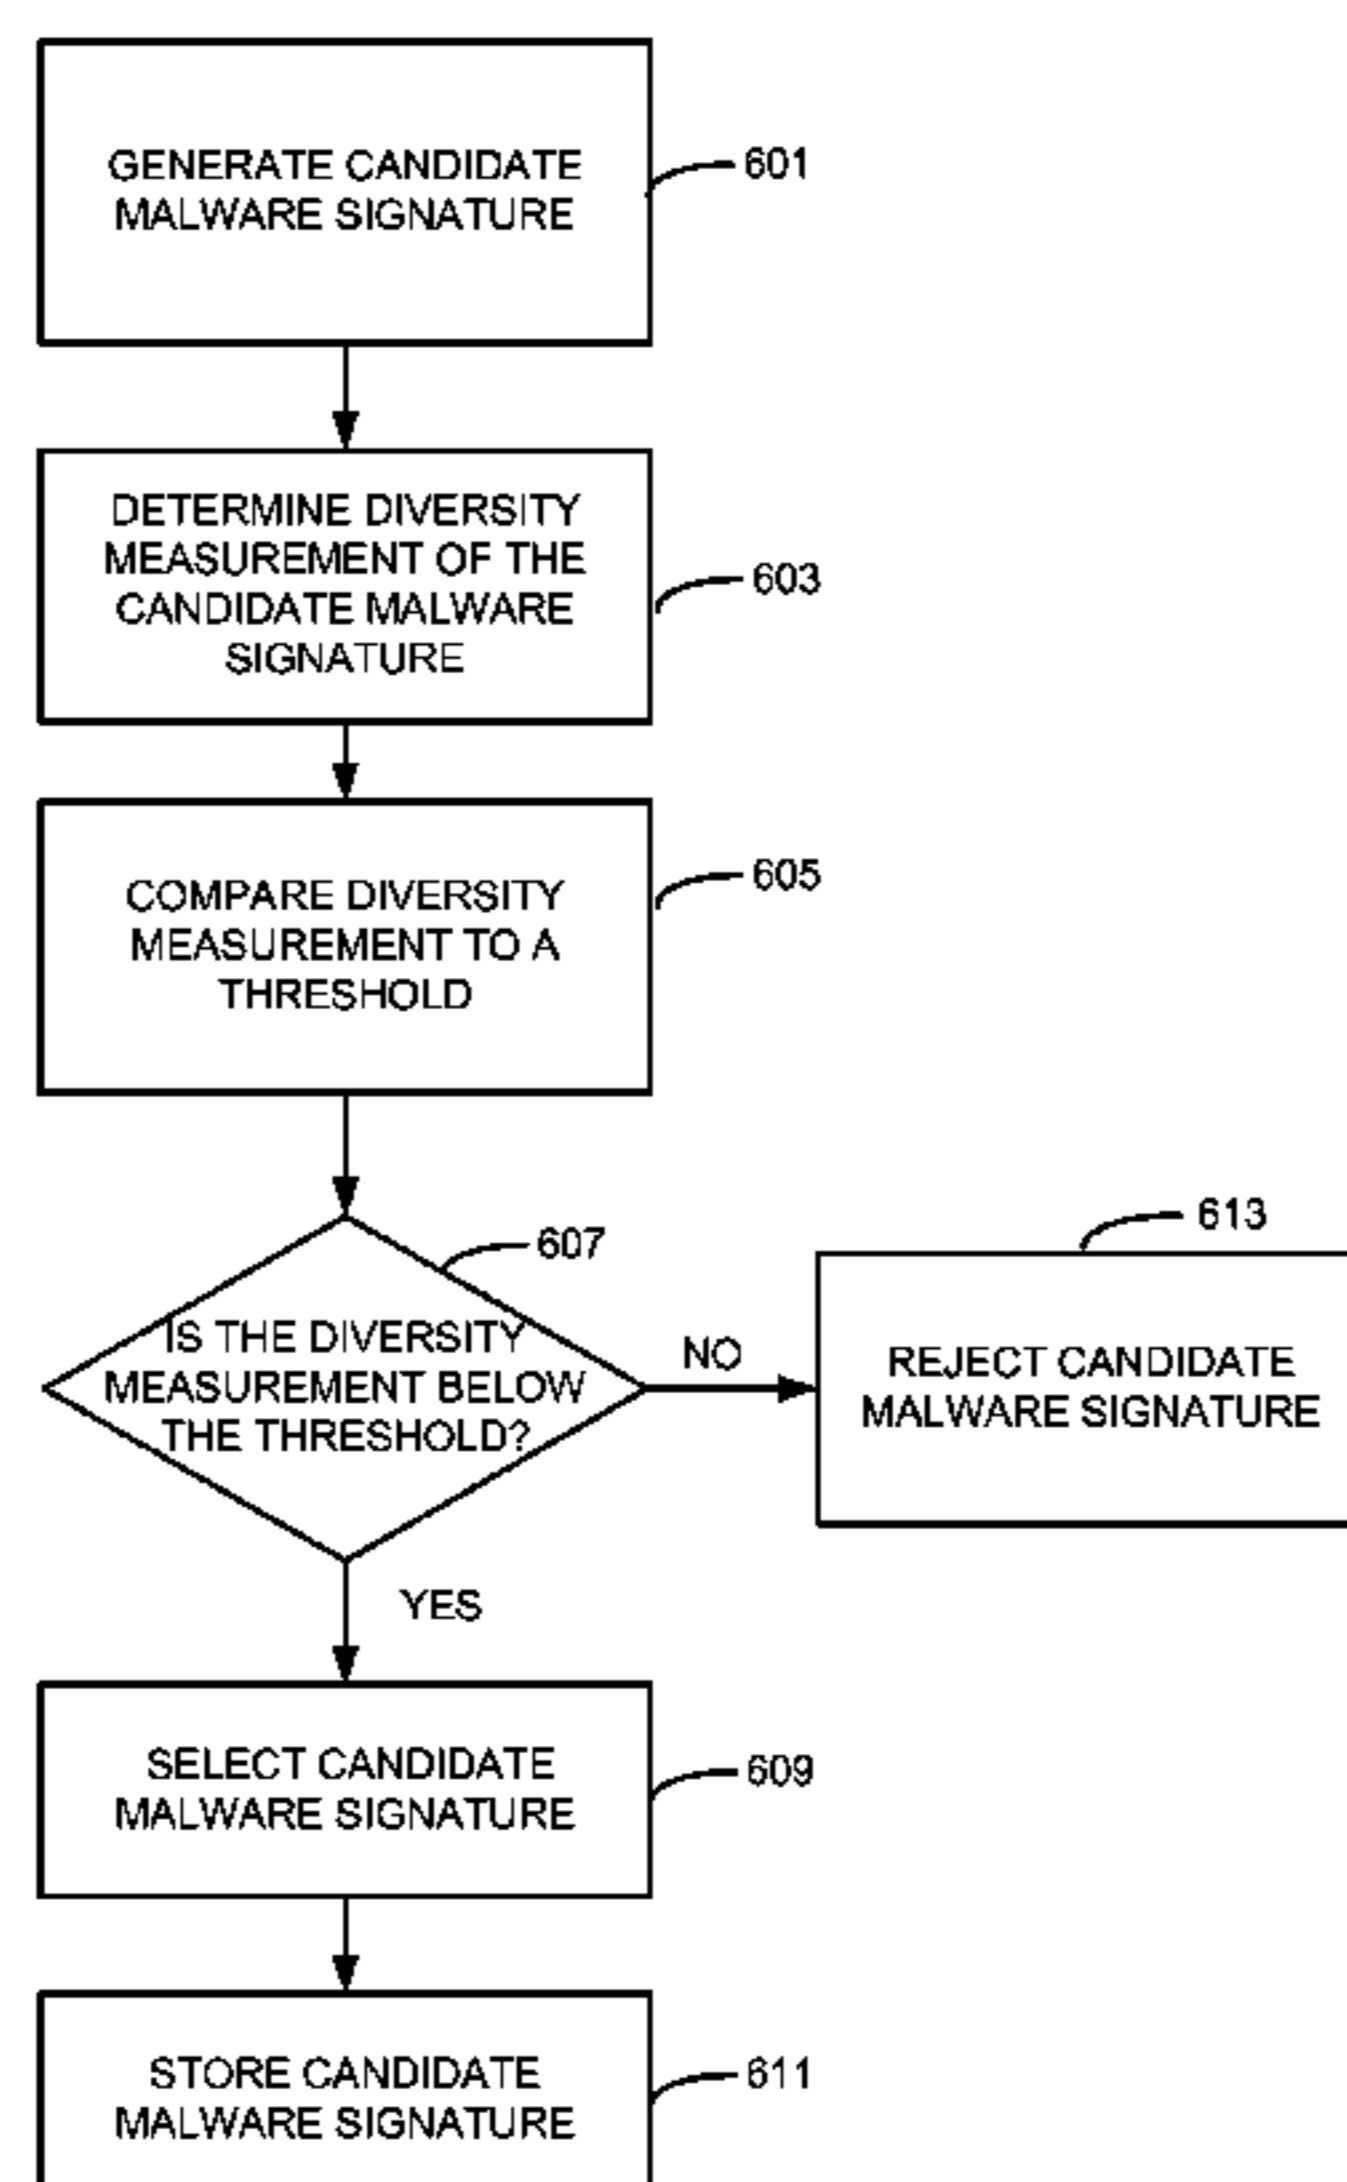 GENERATE CANDIDATE
MALWARE SIGNATURE
601
DETERMINE DIVERSITY
MEASUREMENT OF THE
CANDIDATE MALWARE
SIGNATURE
603
COMPARE DIVERSITY
MEASUREMENT TO A
THRESHOLD
605
607
IS THE DIVERSITY
MEASUREMENT BELOW
THE THRESHOLD?
NO
613
REJECT CANDIDATE
MALWARE SIGNATURE
YES
SELECT CANDIDATE
MALWARE SIGNATURE
609
STORE CANDIDATE
MALWARE SIGNATURE
611